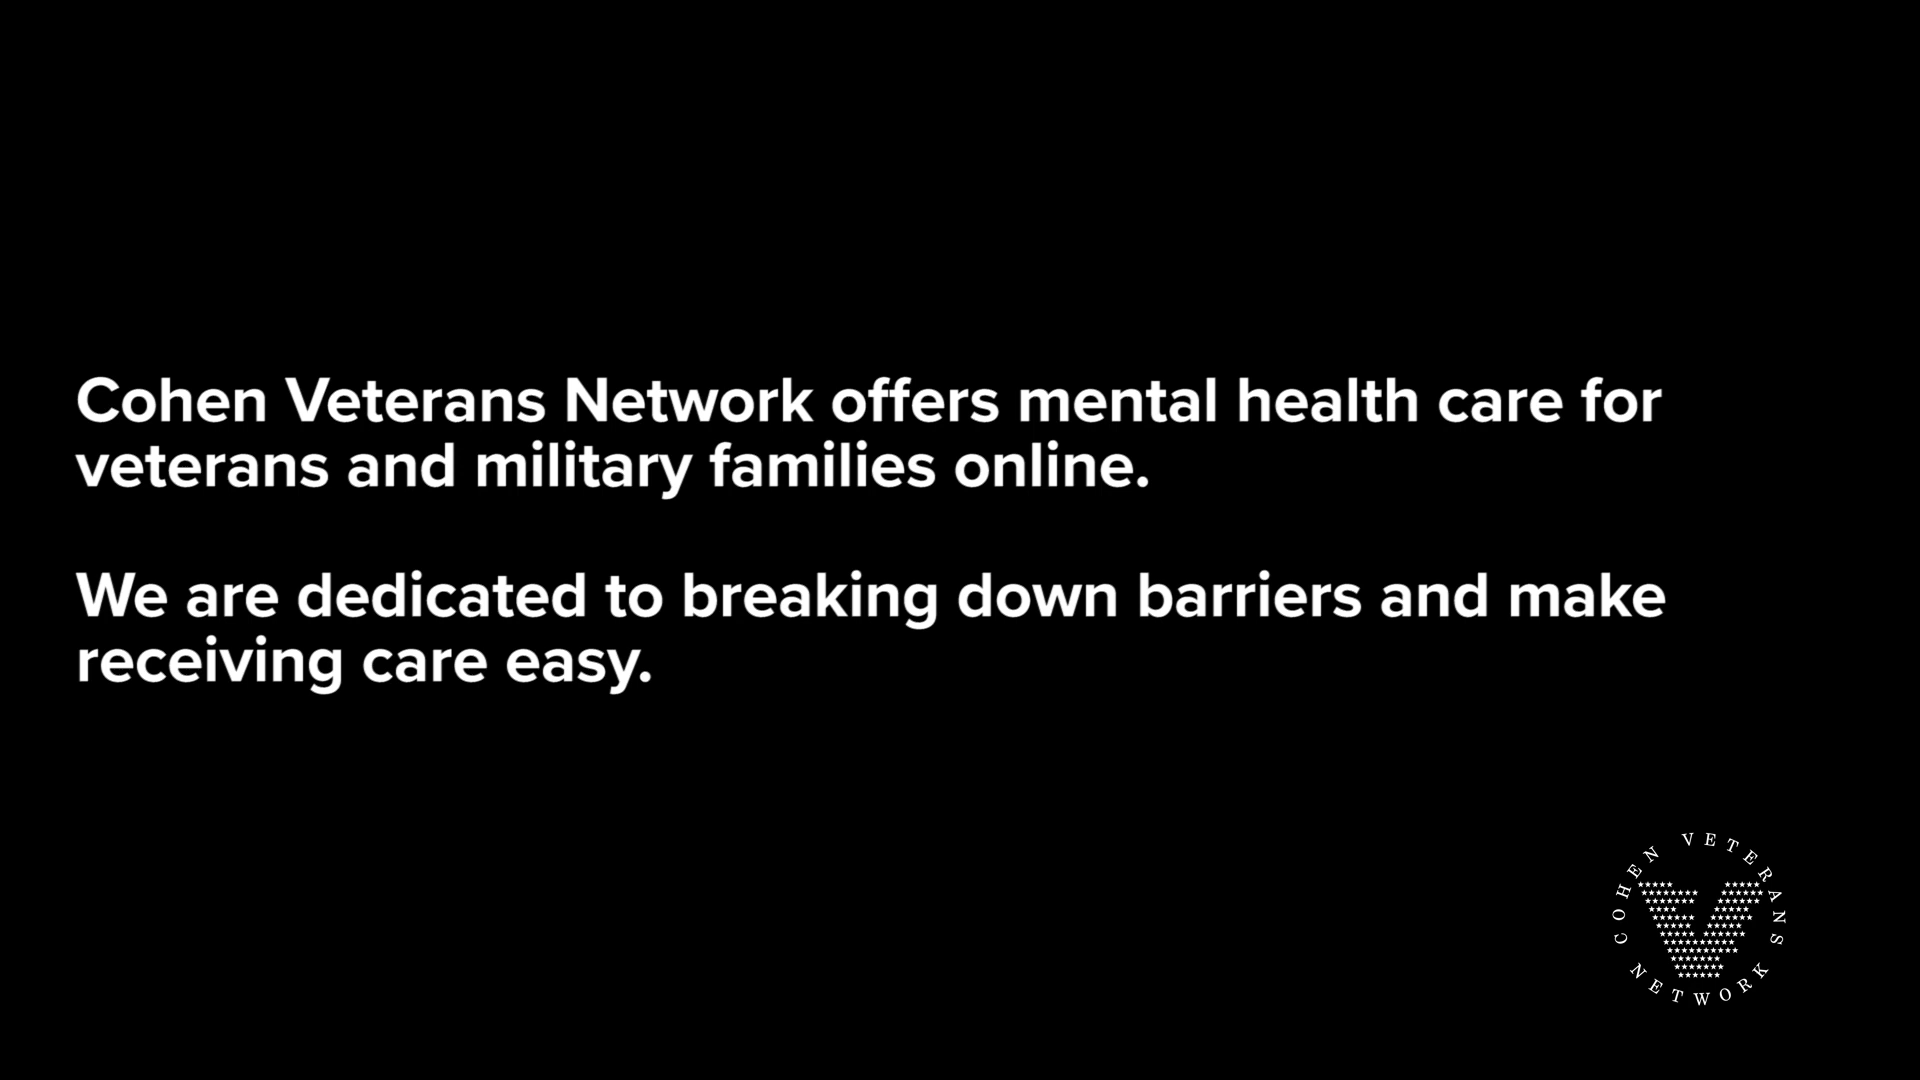 Cohen Veterans Network offers mental health care for
veterans and military families online.
We are dedicated to breaking down barriers and make
receiving care easy.
COHEN VETERANS NETWORK